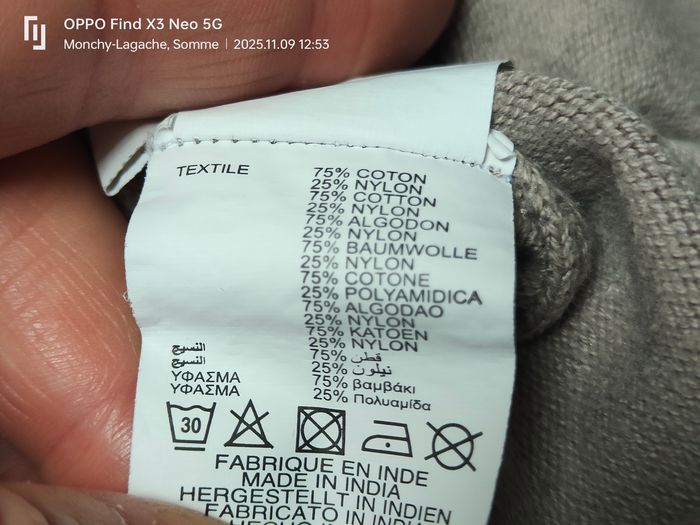 OPPO Find X3 Neo 5G
Monchy-Lagache, Somme | 2025.11.09 12:53
TEXTILE
75% COTON
25% NYLON
75% COTTON
25% NYLON
75% ALGODON
25% NYLON
75% BAUMWOLLE
25% NYLON
75% COTONE
25% POLYAMIDICA
75% ALGODAO
25% NYLON
75% KATOEN
25% NYLON
النسيج 75% قطن
النسيج 25% نيلون
ΥΦΑΣΜΑ 75% βαμβάκι
ΥΦΑΣΜΑ 25% Πολυαμίδα
30
FABRIQUE EN INDE
MADE IN INDIA
HERGESTELLT IN INDIEN
FABRICATO IN